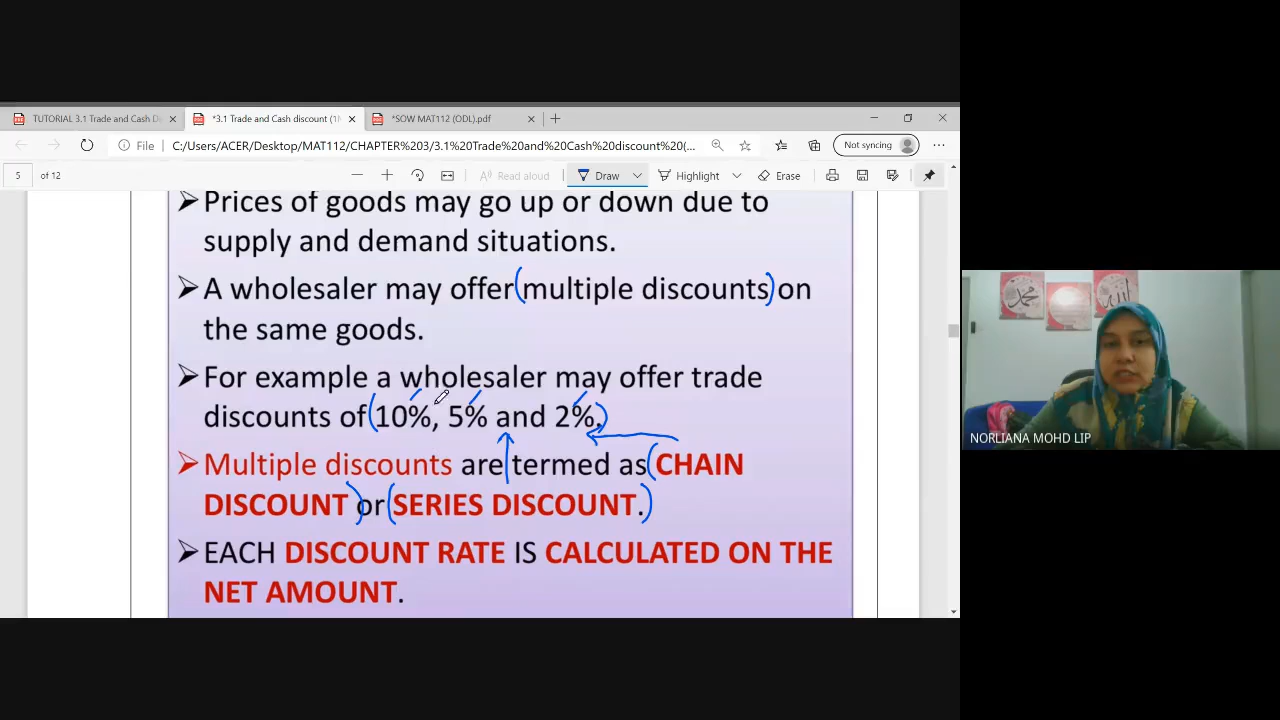 TUTORIAL 3.1 Trade and Cash Di
*3.1 Trade and Cash discount (1
*SOW MAT112 (ODL).pdf
File
C:/Users/ACER/Desktop/MAT112/CHAPTER%203/3.1%20Trade%20and%20Cash%20discount%20(...
Not syncing
5 of 12
Read aloud
Draw
Highlight
Erase
➢Prices of goods may go up or down due to
supply and demand situations.
➢A wholesaler may offer (multiple discounts) on
the same goods.
➢For example a wholesaler may offer trade
discounts of (10%, 5% and 2%.)
➢Multiple discounts are termed as (CHAIN
DISCOUNT) or (SERIES DISCOUNT.)
➢EACH DISCOUNT RATE IS CALCULATED ON THE
NET AMOUNT.
محمد
الله
NORLIANA MOHD LIP